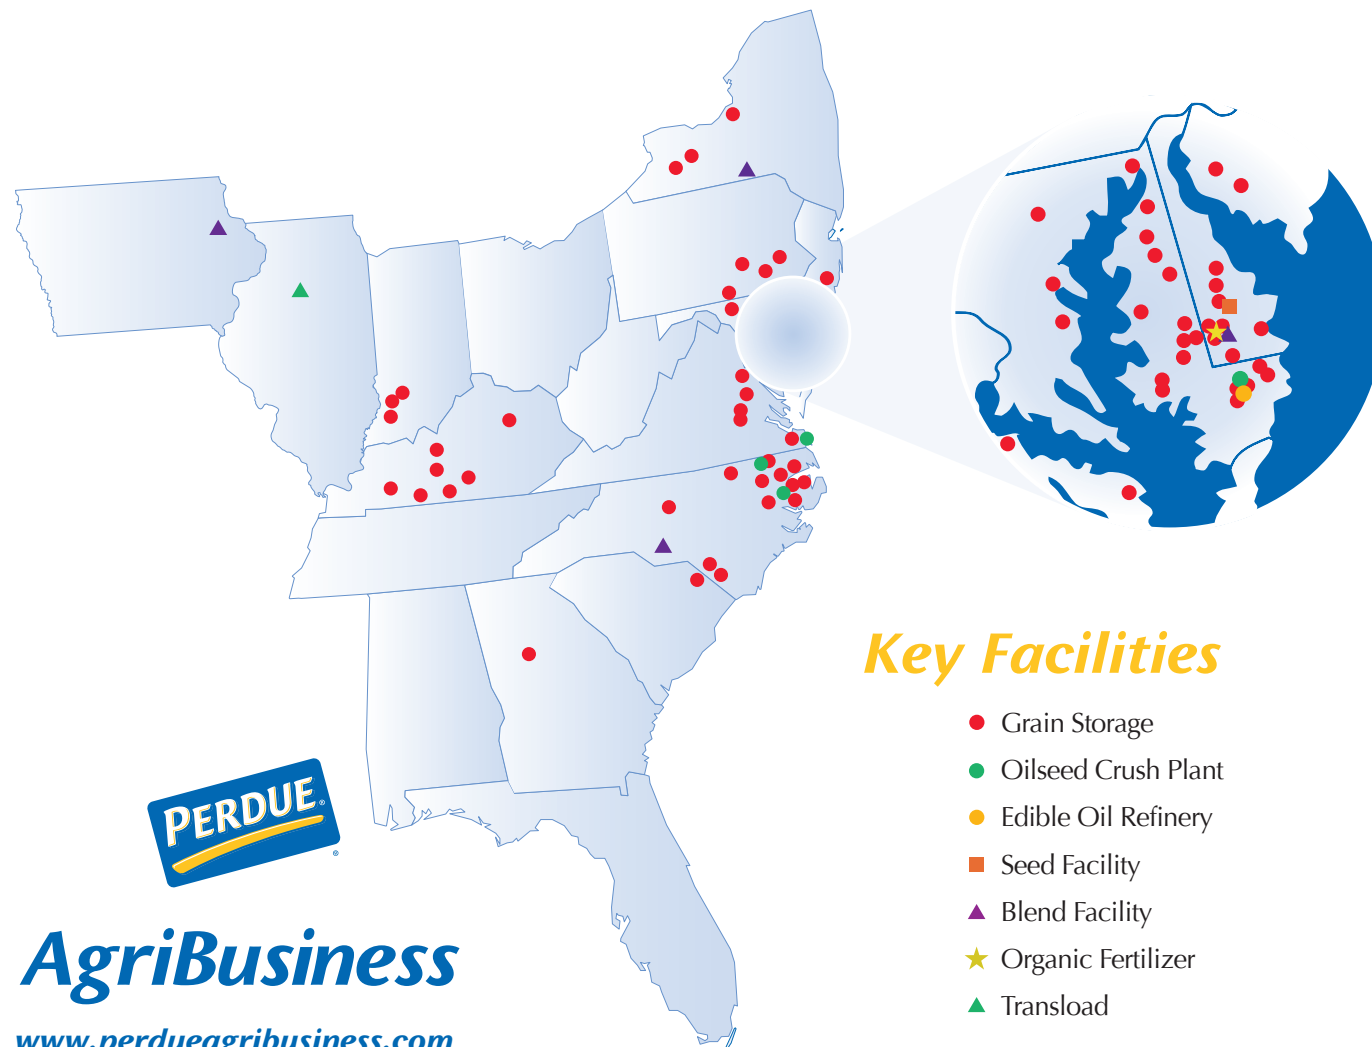 Key Facilities
Grain Storage
Oilseed Crush Plant
Edible Oil Refinery
Seed Facility
Blend Facility
Organic Fertilizer
Transload
PERDUE®
®
AgriBusiness
www.perdueagribusiness.com